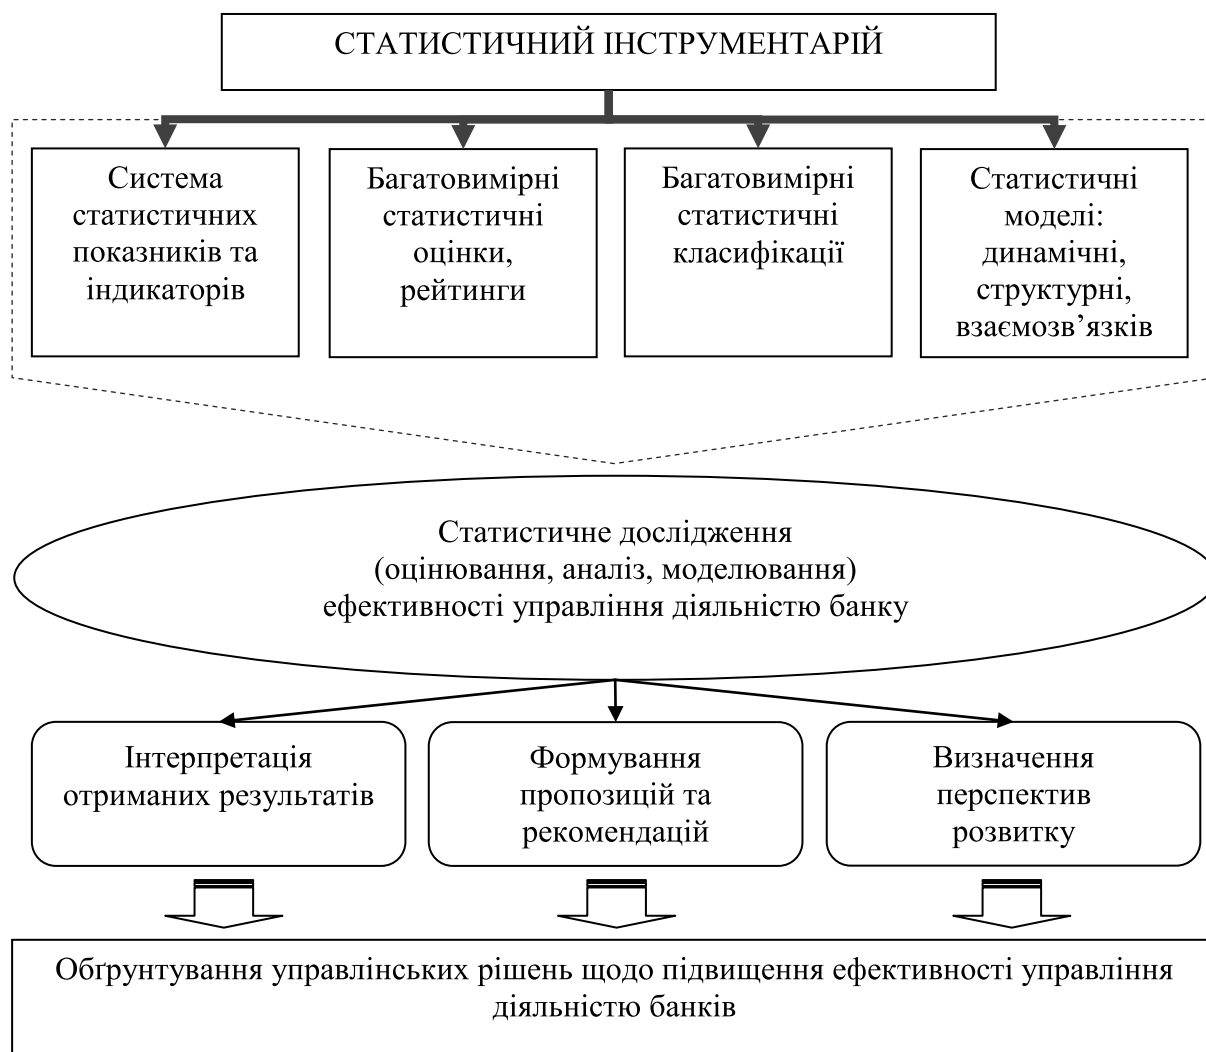 СТАТИСТИЧНИЙ ІНСТРУМЕНТАРІЙ
Система
статистичних
показників та
індикаторів
Багатовимірні
статистичні
оцінки,
рейтинги
Багатовимірні
статистичні
класифікації
Статистичні
моделі:
динамічні,
структурні,
взаємозв’язків
Статистичне дослідження
(оцінювання, аналіз, моделювання)
ефективності управління діяльністю банку
Інтерпретація
отриманих результатів
Формування
пропозицій та
рекомендацій
Визначення
перспектив
розвитку
Обґрунтування управлінських рішень щодо підвищення ефективності управління
діяльністю банків